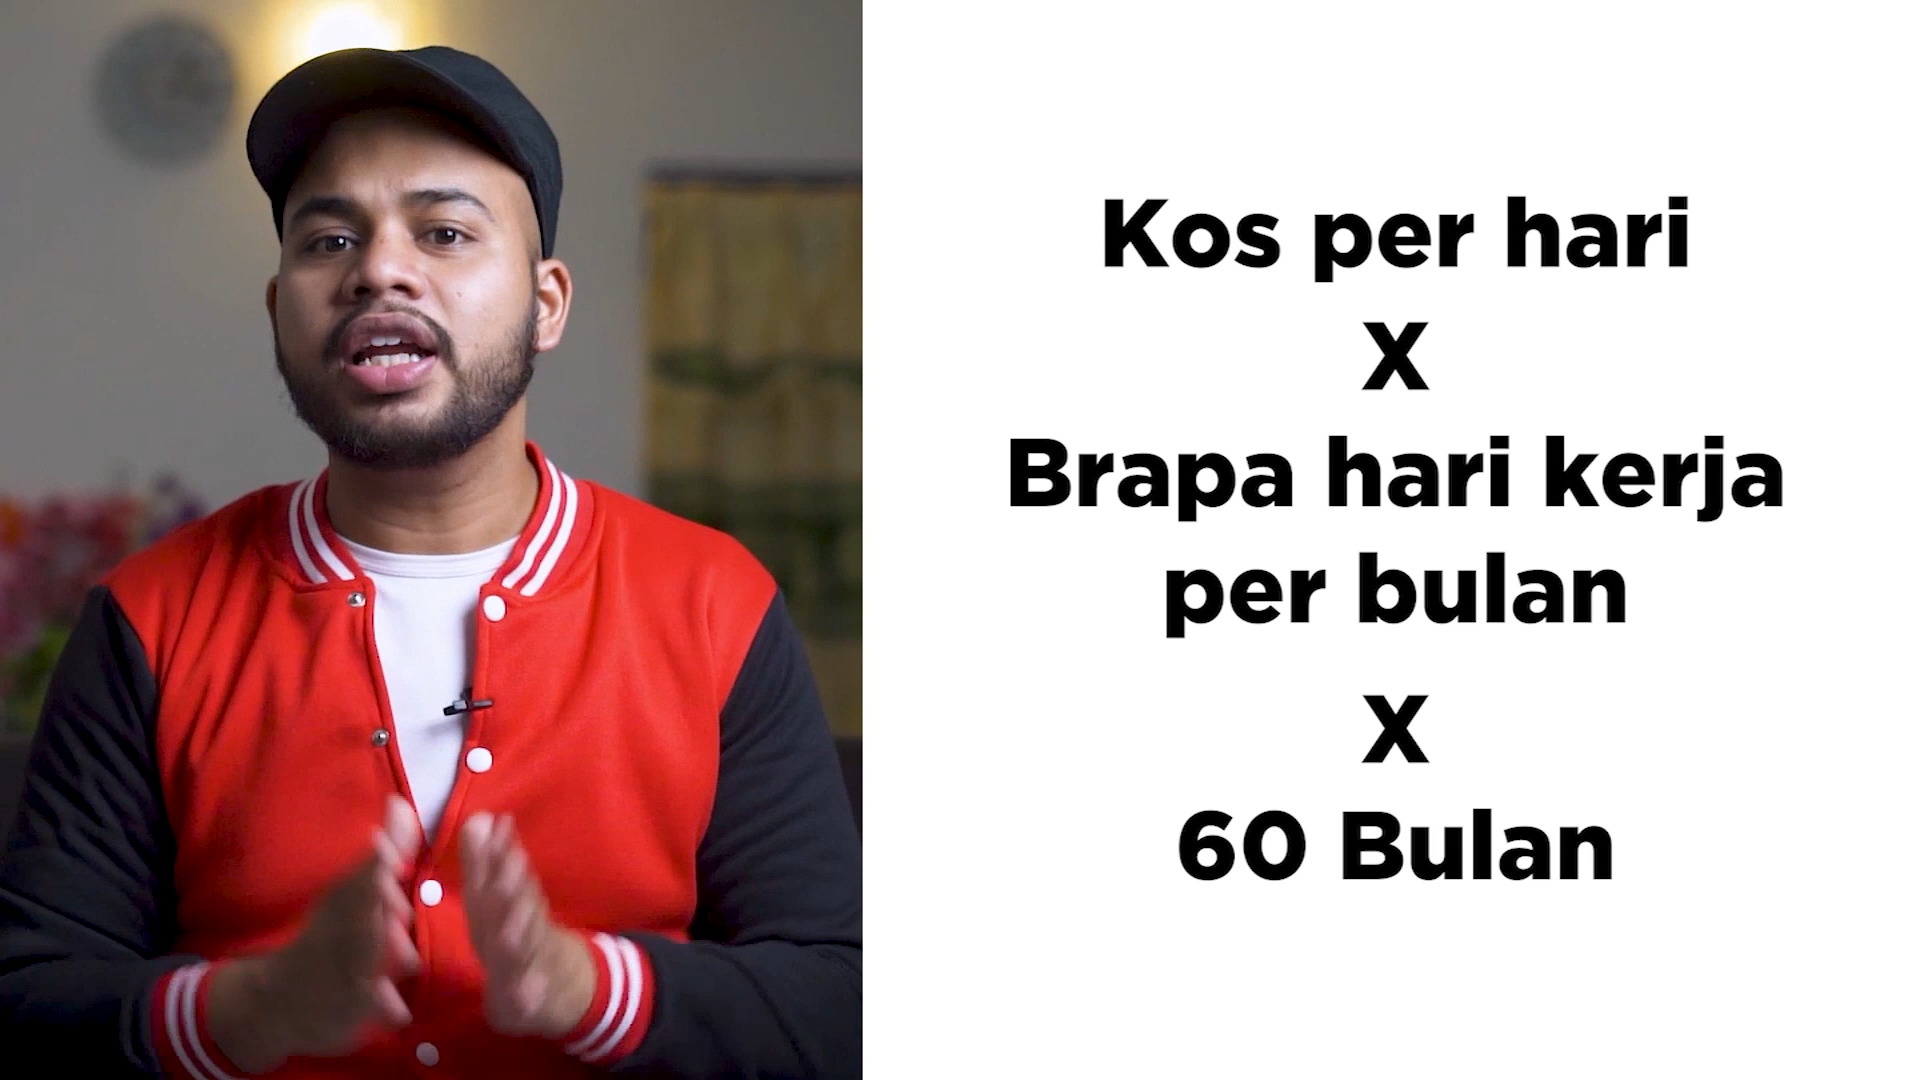 Kos per hari
X
Brapa hari kerja
per bulan
X
60 Bulan